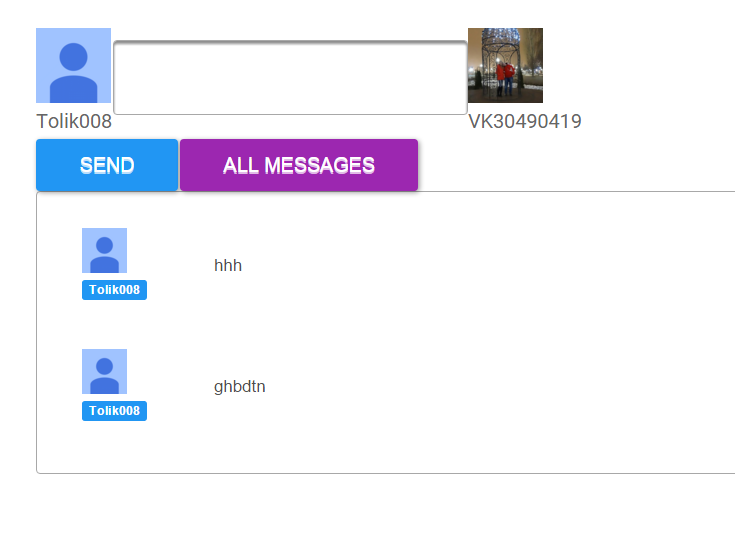 Tolik008
VK30490419
SEND
ALL MESSAGES
hhh
Tolik008
ghbdtn
Tolik008